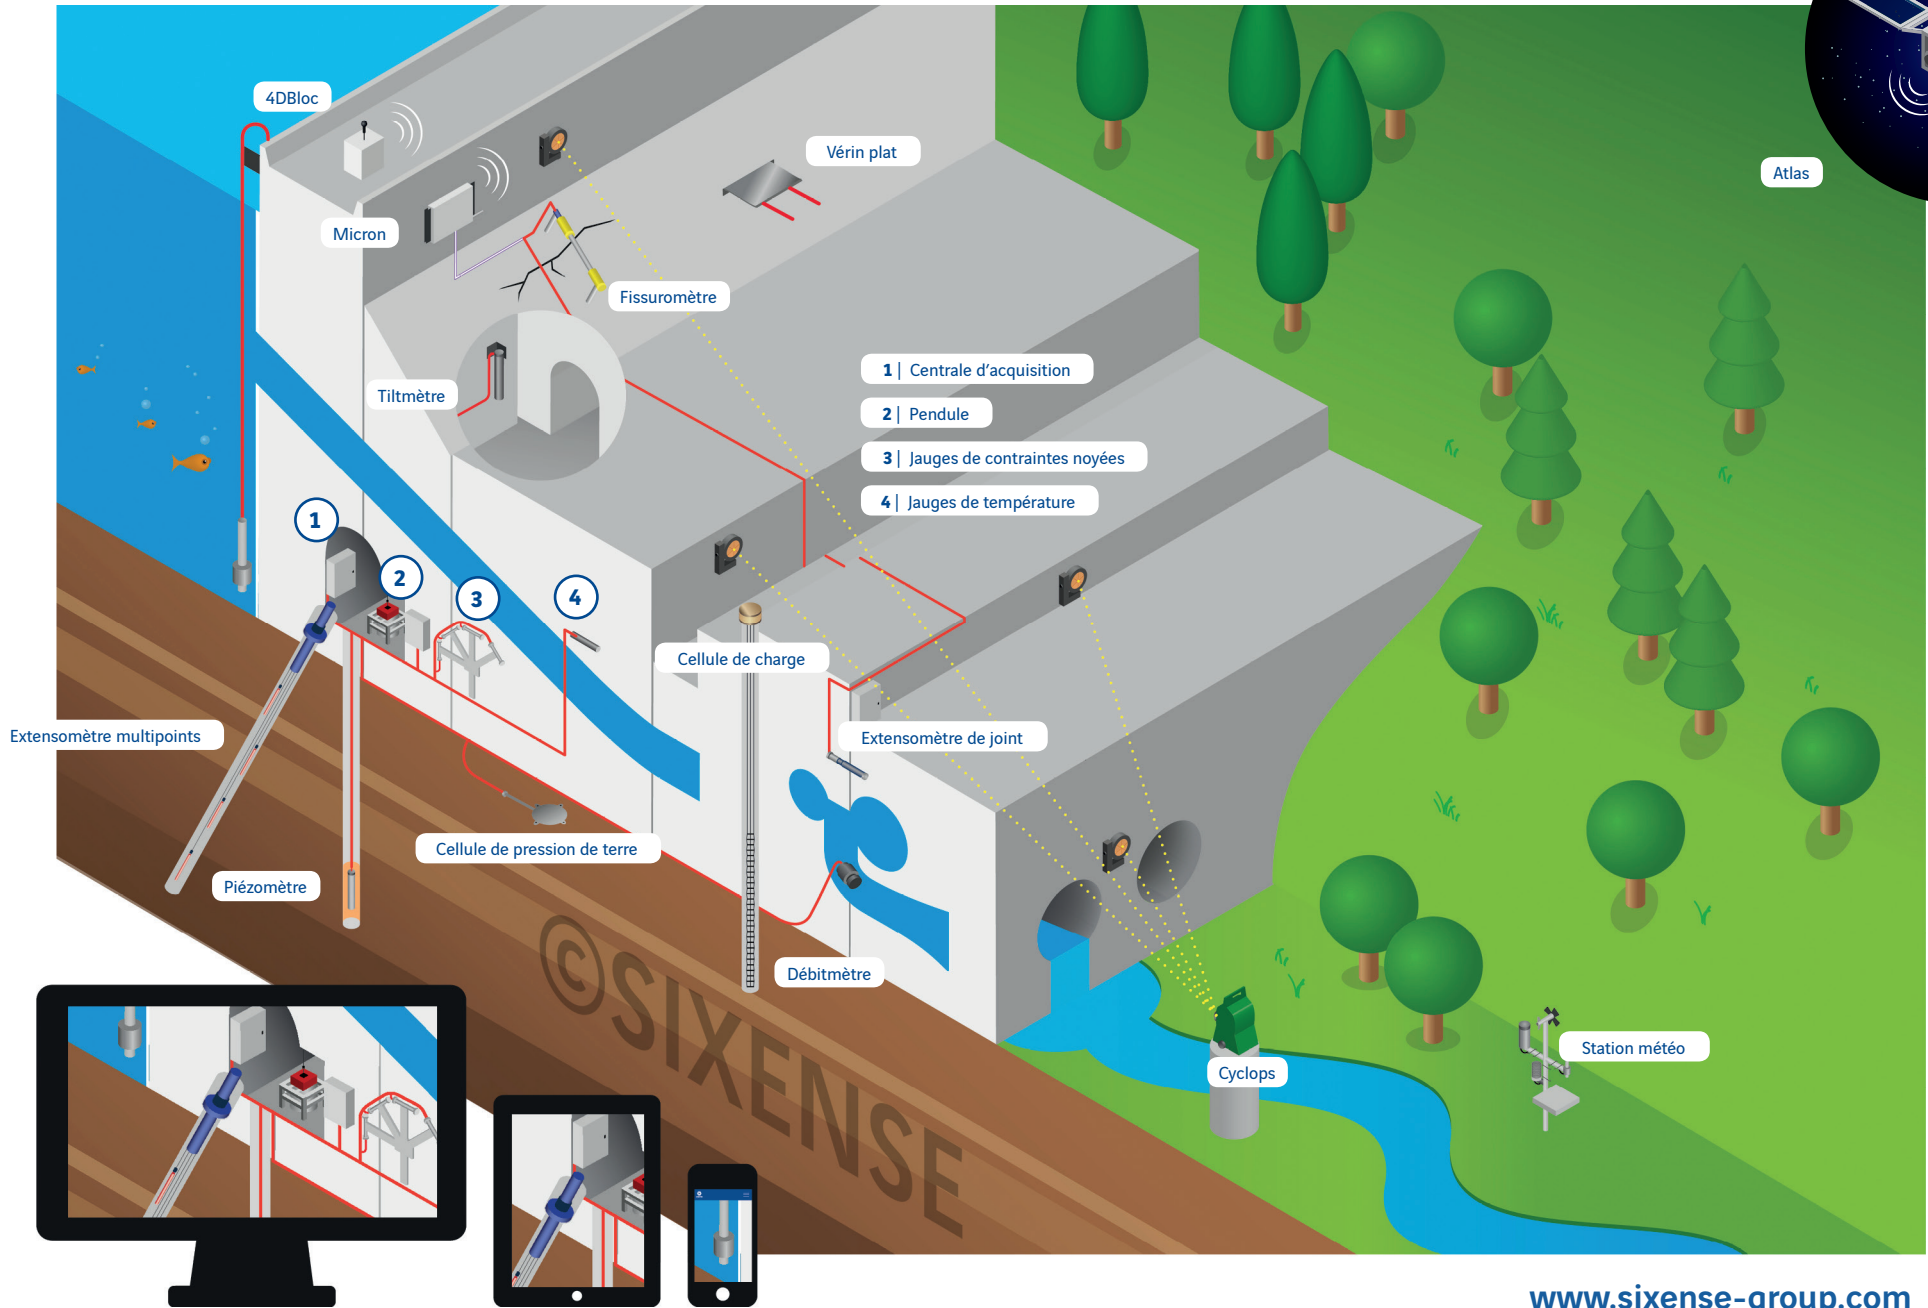 4DBloc
Vérin plat
Atlas
Micron
Fissuromètre
Tiltmètre
1 | Centrale d'acquisition
2 | Pendule
3 | Jauges de contraintes noyées
4 | Jauges de température
1
2
3
4
Cellule de charge
Extensomètre multipoints
Extensomètre de joint
Cellule de pression de terre
Piézomètre
Débitmètre
©SIXENSE
Station météo
Cyclops
www.sixense-group.com